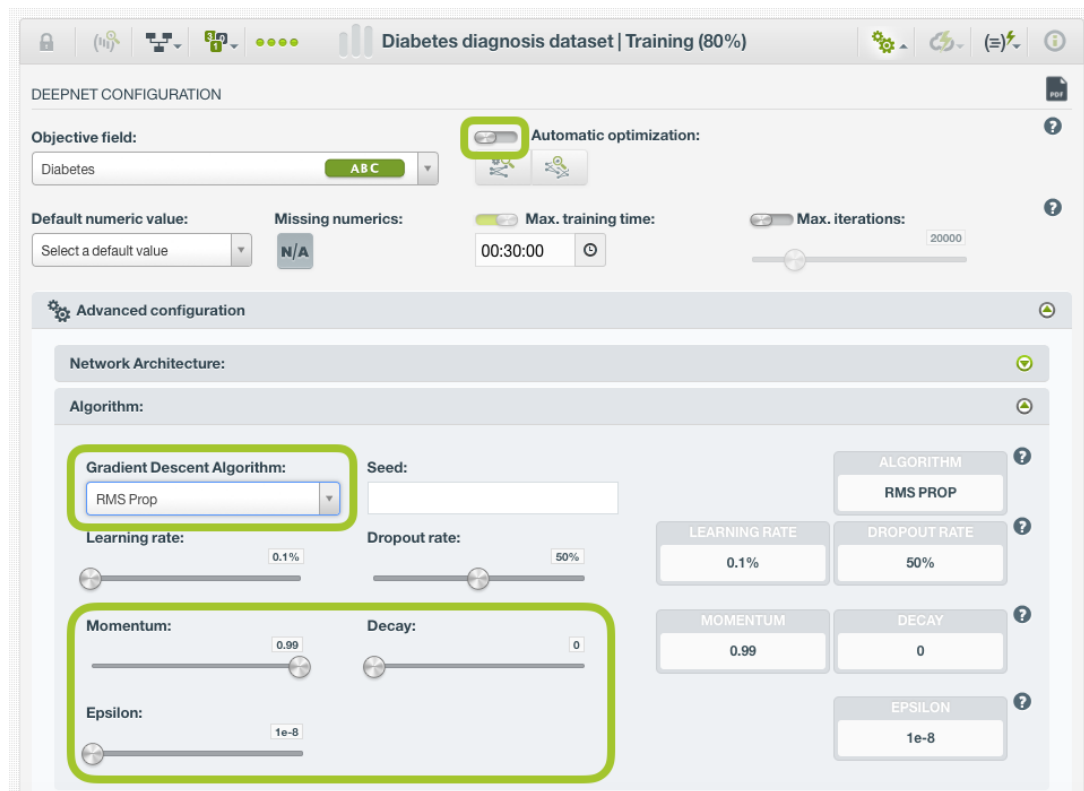 Diabetes diagnosis dataset | Training (80%)
DEEPNET CONFIGURATION
PDF
Objective field:
Automatic optimization:
Diabetes
ABC
Default numeric value:
Missing numerics:
Max. training time:
Max. iterations:
Select a default value
N/A
00:30:00
20000
Advanced configuration
Network Architecture:
Algorithm:
Gradient Descent Algorithm:
Seed:
ALGORITHM
RMS Prop
RMS PROP
Learning rate:
0.1%
Dropout rate:
50%
LEARNING RATE
DROPOUT RATE
0.1%
50%
Momentum:
0.99
Decay:
0
MOMENTUM
DECAY
0.99
0
Epsilon:
1e-8
EPSILON
1e-8